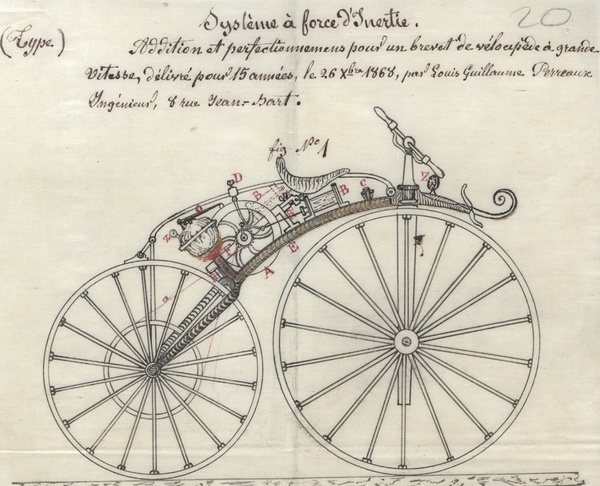 20
Système à force d'Inertie.
(Type.)
Addition et perfectionnemens pour un brevet de vélocipède à grande
Vitesse, délivré pour 15 années, le 26 Xbre 1868, par Louis Guillaume Perreaux
Ingénieur, 8 rue Jean-Bart.
fig No 1
D
B
B
C
V
O
Z
E
A
a